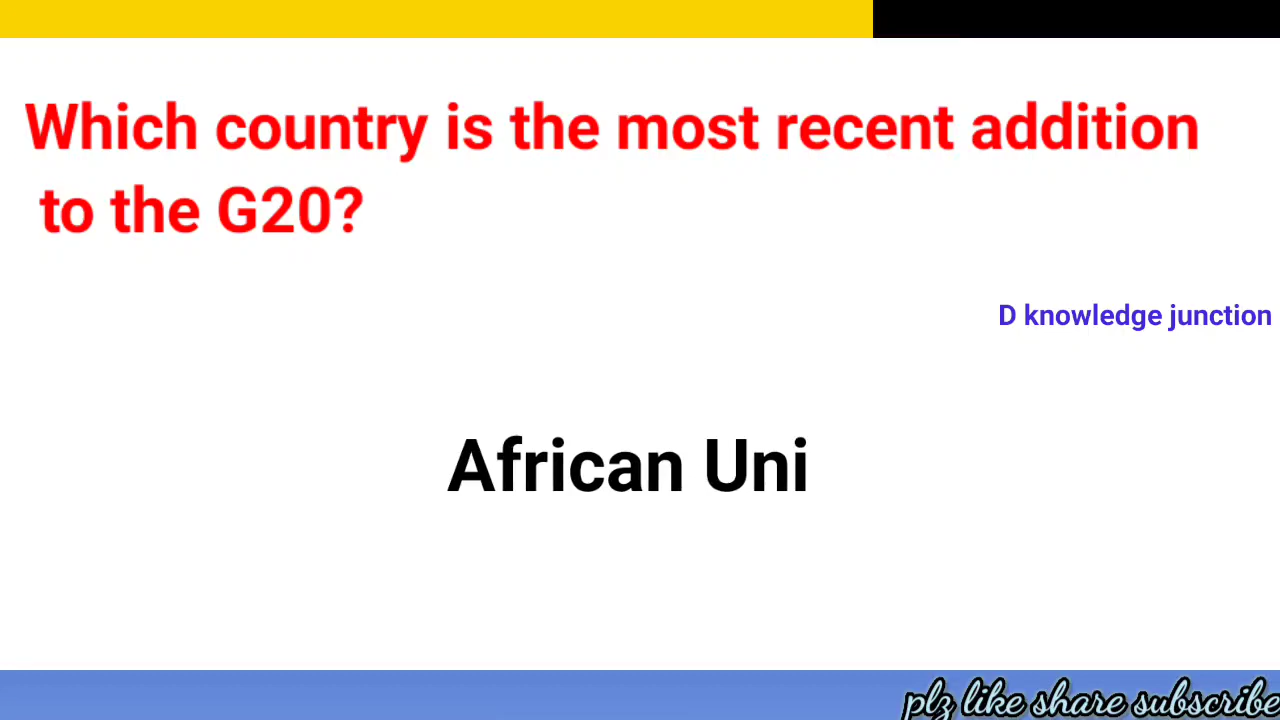 Which country is the most recent addition
to the G20?
D knowledge junction
African Uni
plz like share subscribe